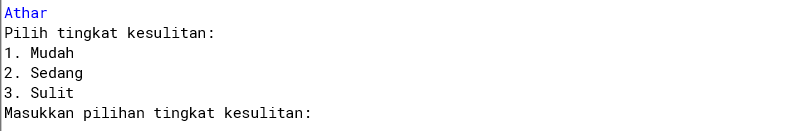 Athar
Pilih tingkat kesulitan:
1. Mudah
2. Sedang
3. Sulit
Masukkan pilihan tingkat kesulitan: